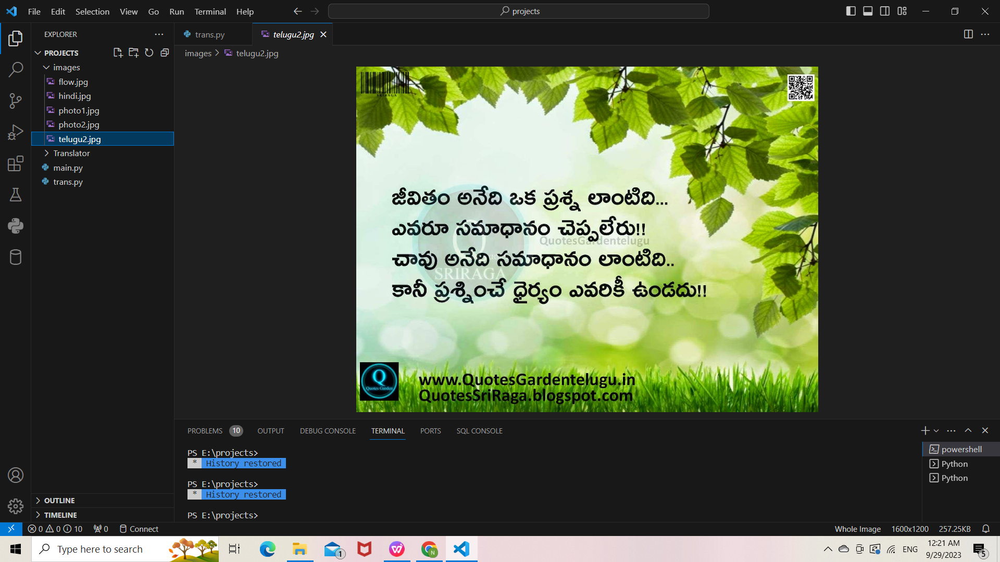 File Edit Selection View Go Run Terminal Help
projects
EXPLORER
PROJECTS
images
flow.jpg
hindi.jpg
photo1.jpg
photo2.jpg
telugu2.jpg
Translator
main.py
trans.py
OUTLINE
TIMELINE
trans.py telugu2.jpg
images > telugu2.jpg
SRIRAGA
జీవితం అనేది ఒక ప్రశ్న లాంటిది...
ఎవరూ సమాధానం చెప్పలేరు!!
QuotesGardentelugu
చావు అనేది సమాధానం లాంటిది..
SRIRAGA
కానీ ప్రశ్నించే ధైర్యం ఎవరికీ ఉండదు!!
Q
Quotes Garden
www.QuotesGardentelugu.in
QuotesSriRaga.blogspot.com
PROBLEMS 10 OUTPUT DEBUG CONSOLE TERMINAL PORTS SQL CONSOLE
PS E:\projects>
* History restored
PS E:\projects>
* History restored
PS E:\projects>
powershell
Python
Python
0 0 10 0 Connect
Whole Image 1600x1200 257.25KB
Type here to search
1
N
ENG
12:21 AM
9/29/2023
5